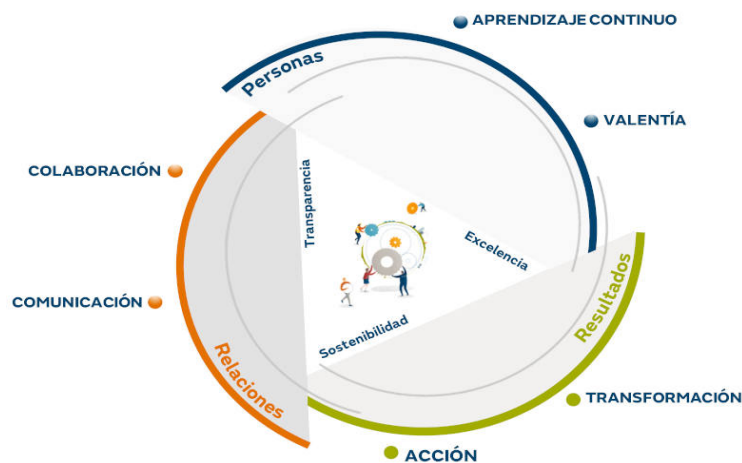 APRENDIZAJE CONTINUO
Personas
VALENTÍA
COLABORACIÓN
Transparencia
Excelencia
COMUNICACIÓN
Sostenibilidad
Resultados
Relaciones
TRANSFORMACIÓN
ACCIÓN